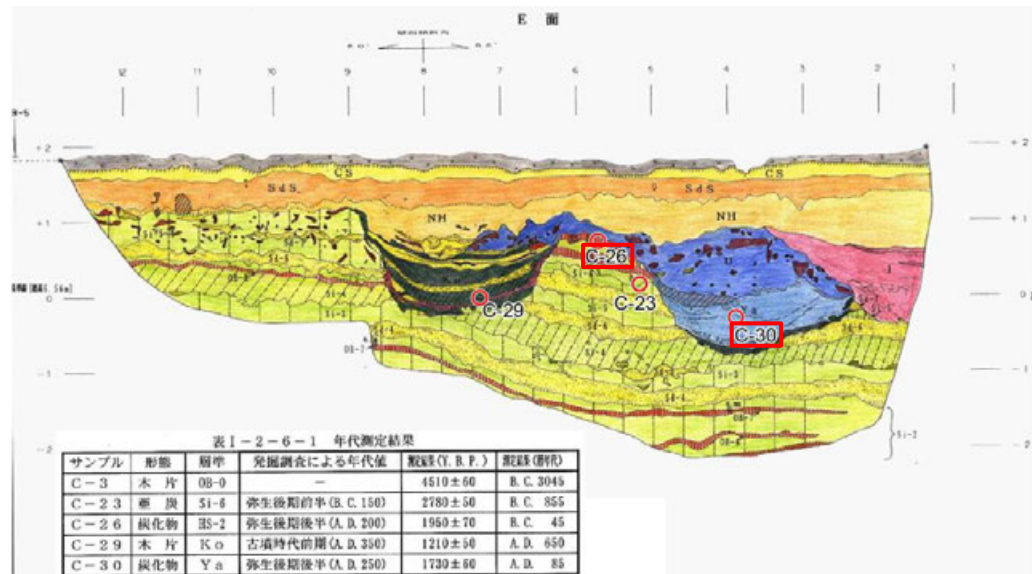 E 面
12 11 10 9 8 7 6 5 4 3 2 1
+2 +2
CS CS
SdS SdS
+1 NH NH +1
U I
C-26
C-23
0 C-29 0
C-30
-1 -1
Si-2
-2 -2
表I-2-6-1 年代測定結果
サンプル 形態 層準 発掘調査による年代値 測定結果(Y.B.P.)
C-3 木片 OB-0 — 4510±60 B.C. 3045
C-23 亜炭 Si-6 弥生後期前半(B.C.150) 2780±50 B.C. 855
C-26 炭化物 HS-2 弥生後期後半(A.D.200) 1950±70 B.C. 45
C-29 木片 Ko 古墳時代前期(A.D.350) 1210±50 A.D. 650
C-30 炭化物 Ya 弥生後期後半(A.D.250) 1730±60 A.D. 85